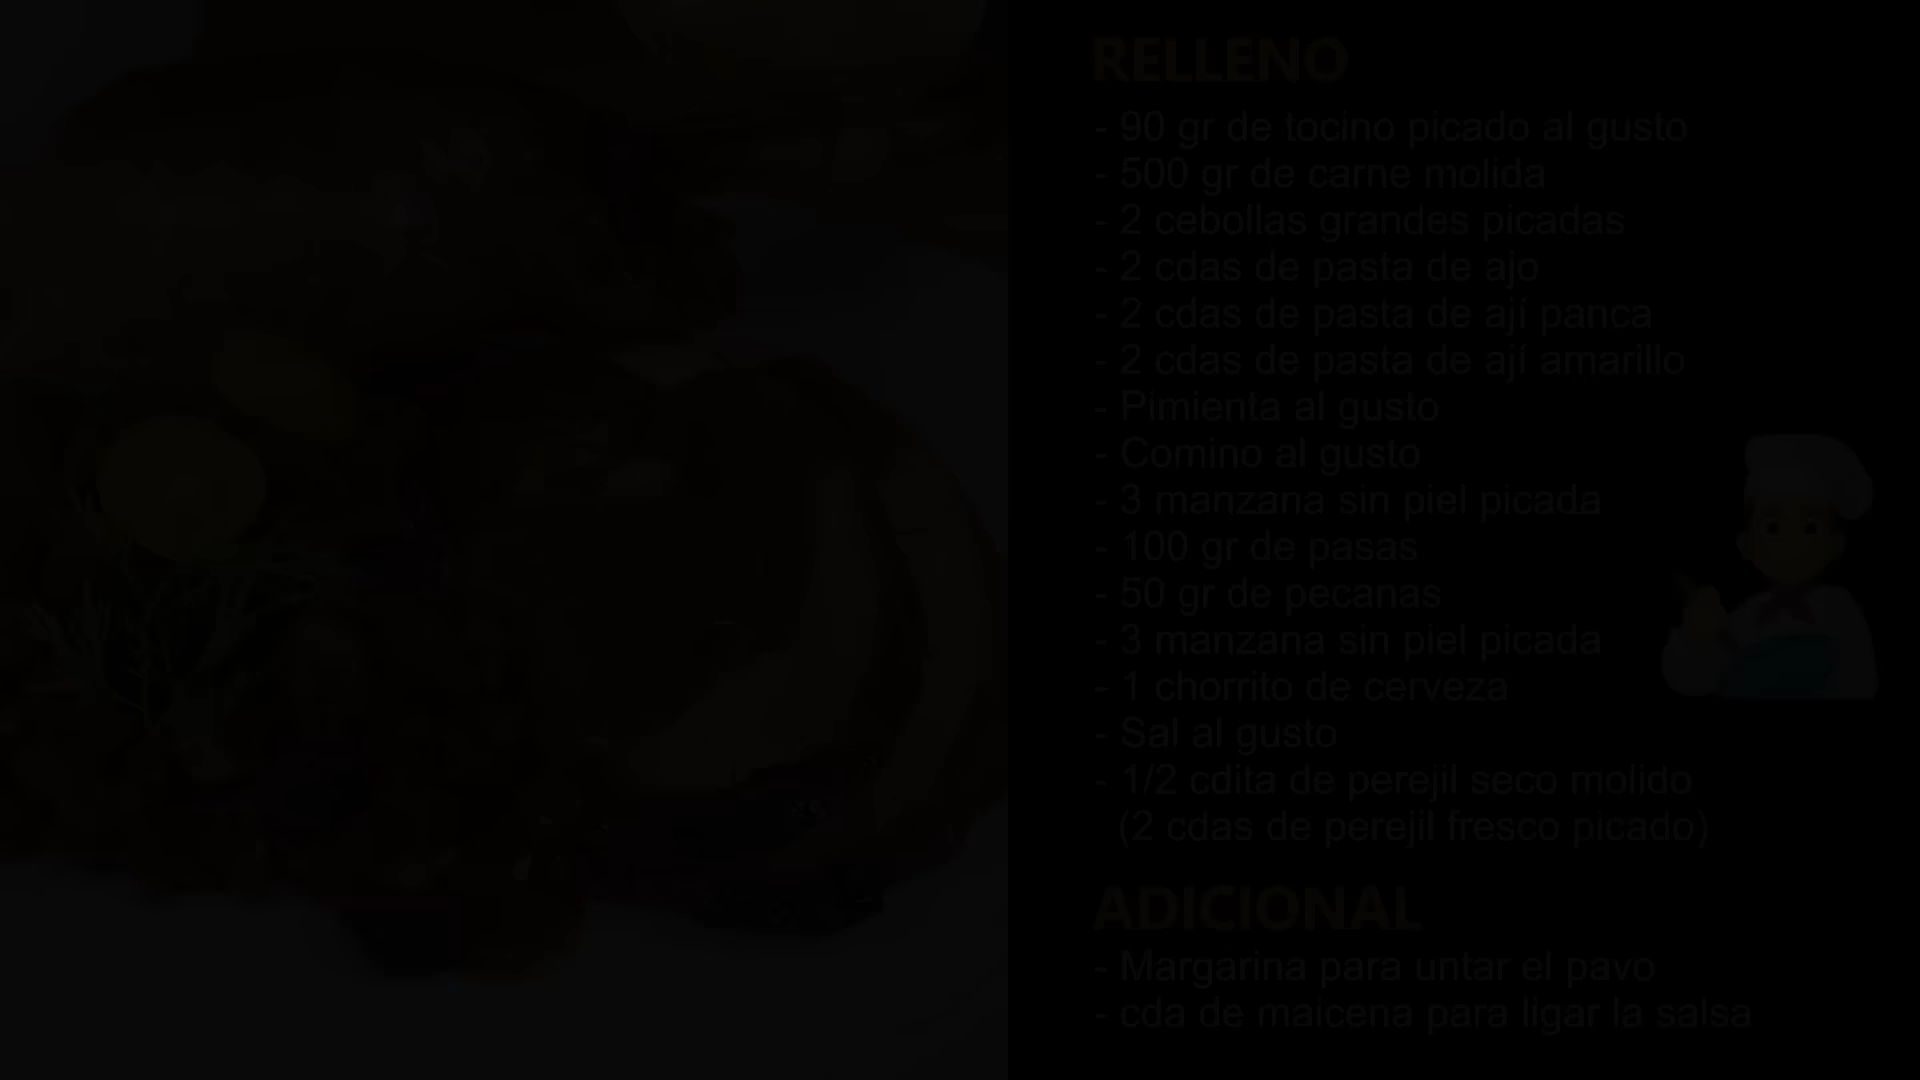 RELLENO
- 90 gr de tocino picado al gusto
- 500 gr de carne molida
- 2 cebollas grandes picadas
- 2 cdas de pasta de ajo
- 2 cdas de pasta de ají panca
- 2 cdas de pasta de ají amarillo
- Pimienta al gusto
- Comino al gusto
- 3 manzana sin piel picada
- 100 gr de pasas
- 50 gr de pecanas
- 3 manzana sin piel picada
- 1 chorrito de cerveza
- Sal al gusto
- 1/2 cdita de perejil seco molido
(2 cdas de perejil fresco picado)
ADICIONAL
- Margarina para untar el pavo
- cda de maicena para ligar la salsa